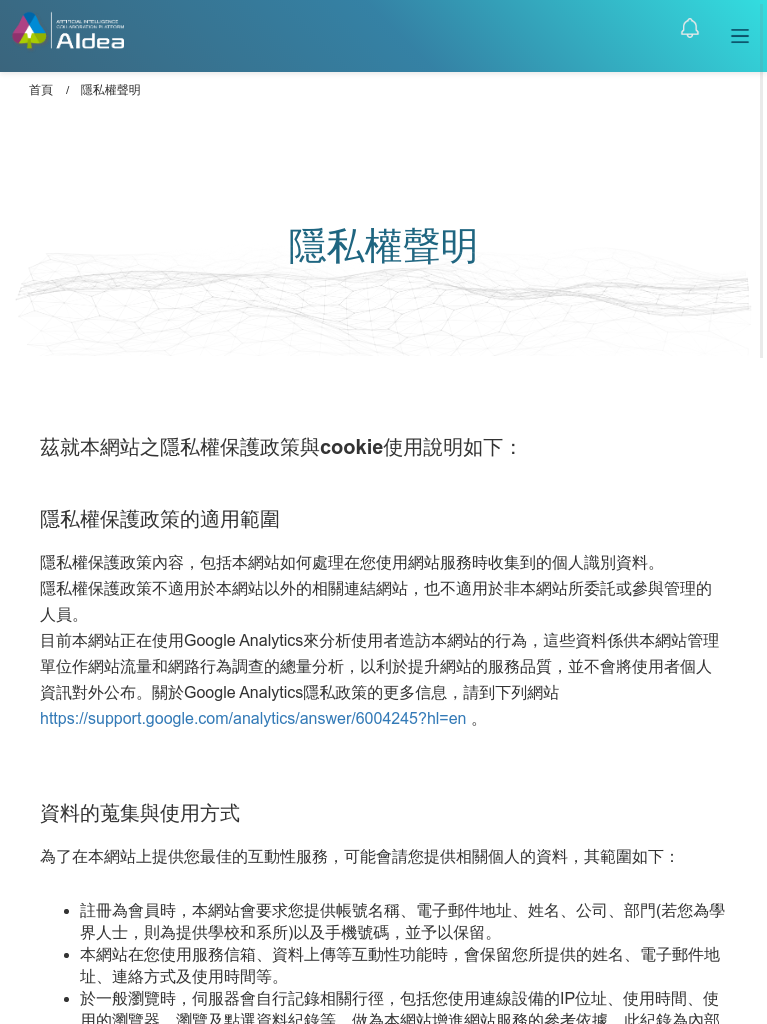 ARTIFICIAL INTELLIGENCE
COLLABORATION PLATFORM
AIdea
首頁 / 隱私權聲明
隱私權聲明
茲就本網站之隱私權保護政策與cookie使用說明如下：
隱私權保護政策的適用範圍
隱私權保護政策內容，包括本網站如何處理在您使用網站服務時收集到的個人識別資料。
隱私權保護政策不適用於本網站以外的相關連結網站，也不適用於非本網站所委託或參與管理的
人員。
目前本網站正在使用Google Analytics來分析使用者造訪本網站的行為，這些資料係供本網站管理
單位作網站流量和網路行為調查的總量分析，以利於提升網站的服務品質，並不會將使用者個人
資訊對外公布。關於Google Analytics隱私政策的更多信息，請到下列網站
https://support.google.com/analytics/answer/6004245?hl=en 。
資料的蒐集與使用方式
為了在本網站上提供您最佳的互動性服務，可能會請您提供相關個人的資料，其範圍如下：
註冊為會員時，本網站會要求您提供帳號名稱、電子郵件地址、姓名、公司、部門(若您為學
界人士，則為提供學校和系所)以及手機號碼，並予以保留。
本網站在您使用服務信箱、資料上傳等互動性功能時，會保留您所提供的姓名、電子郵件地
址、連絡方式及使用時間等。
於一般瀏覽時，伺服器會自行記錄相關行徑，包括您使用連線設備的IP位址、使用時間、使
用的瀏覽器、瀏覽及點選資料紀錄等，做為本網站增進網站服務的參考依據，此紀錄為內部